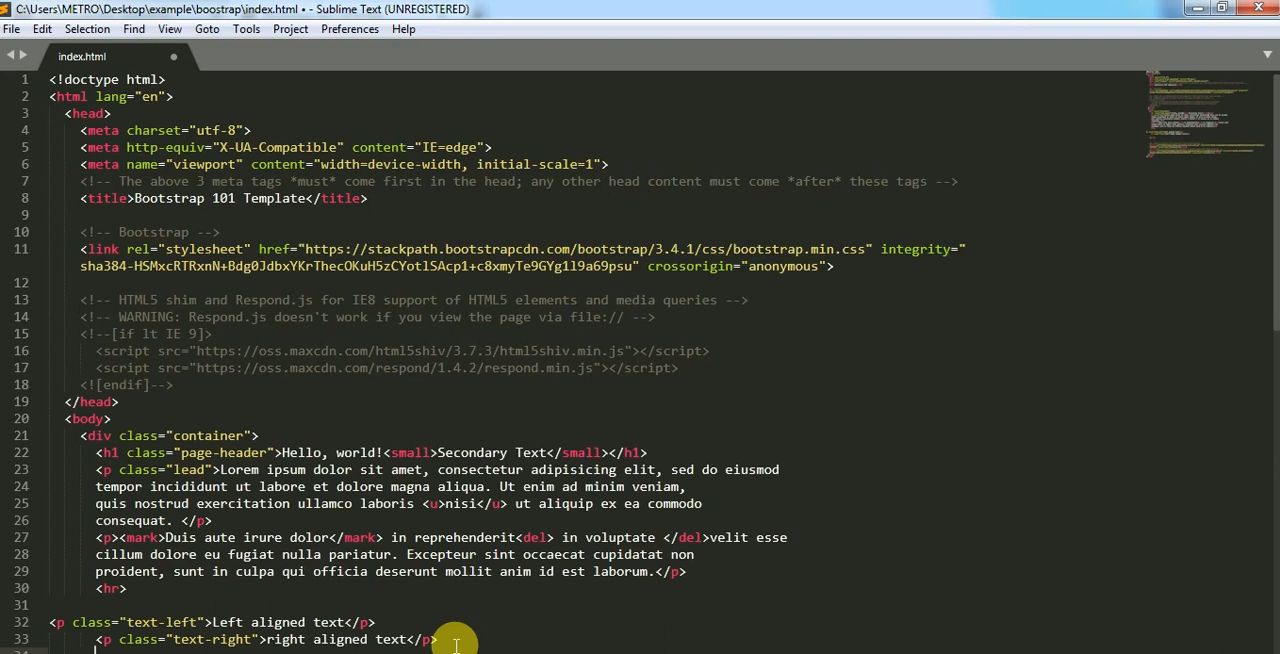 C:\Users\METRO\Desktop\example\boostrap\index.html • - Sublime Text (UNREGISTERED)
File Edit Selection Find View Goto Tools Project Preferences Help
index.html
1 <!doctype html>
2 <html lang="en">
3 <head>
4 <meta charset="utf-8">
5 <meta http-equiv="X-UA-Compatible" content="IE=edge">
6 <meta name="viewport" content="width=device-width, initial-scale=1">
7 <!-- The above 3 meta tags *must* come first in the head; any other head content must come *after* these tags -->
8 <title>Bootstrap 101 Template</title>
9
10 <!-- Bootstrap -->
11 <link rel="stylesheet" href="https://stackpath.bootstrapcdn.com/bootstrap/3.4.1/css/bootstrap.min.css" integrity="
sha384-HSMxcRTRxnN+Bdg0JdbxYKrThecOKuH5zCYotlSAcp1+c8xmyTe9GYg1l9a69psu" crossorigin="anonymous">
12
13 <!-- HTML5 shim and Respond.js for IE8 support of HTML5 elements and media queries -->
14 <!-- WARNING: Respond.js doesn't work if you view the page via file:// -->
15 <!--[if lt IE 9]>
16 <script src="https://oss.maxcdn.com/html5shiv/3.7.3/html5shiv.min.js"></script>
17 <script src="https://oss.maxcdn.com/respond/1.4.2/respond.min.js"></script>
18 <![endif]-->
19 </head>
20 <body>
21 <div class="container">
22 <h1 class="page-header">Hello, world!<small>Secondary Text</small></h1>
23 <p class="lead">Lorem ipsum dolor sit amet, consectetur adipisicing elit, sed do eiusmod
24 tempor incididunt ut labore et dolore magna aliqua. Ut enim ad minim veniam,
25 quis nostrud exercitation ullamco laboris <u>nisi</u> ut aliquip ex ea commodo
26 consequat. </p>
27 <p><mark>Duis aute irure dolor</mark> in reprehenderit<del> in voluptate </del>velit esse
28 cillum dolore eu fugiat nulla pariatur. Excepteur sint occaecat cupidatat non
29 proident, sunt in culpa qui officia deserunt mollit anim id est laborum.</p>
30 <hr>
31
32 <p class="text-left">Left aligned text</p>
33 <p class="text-right">right aligned text</p>
34